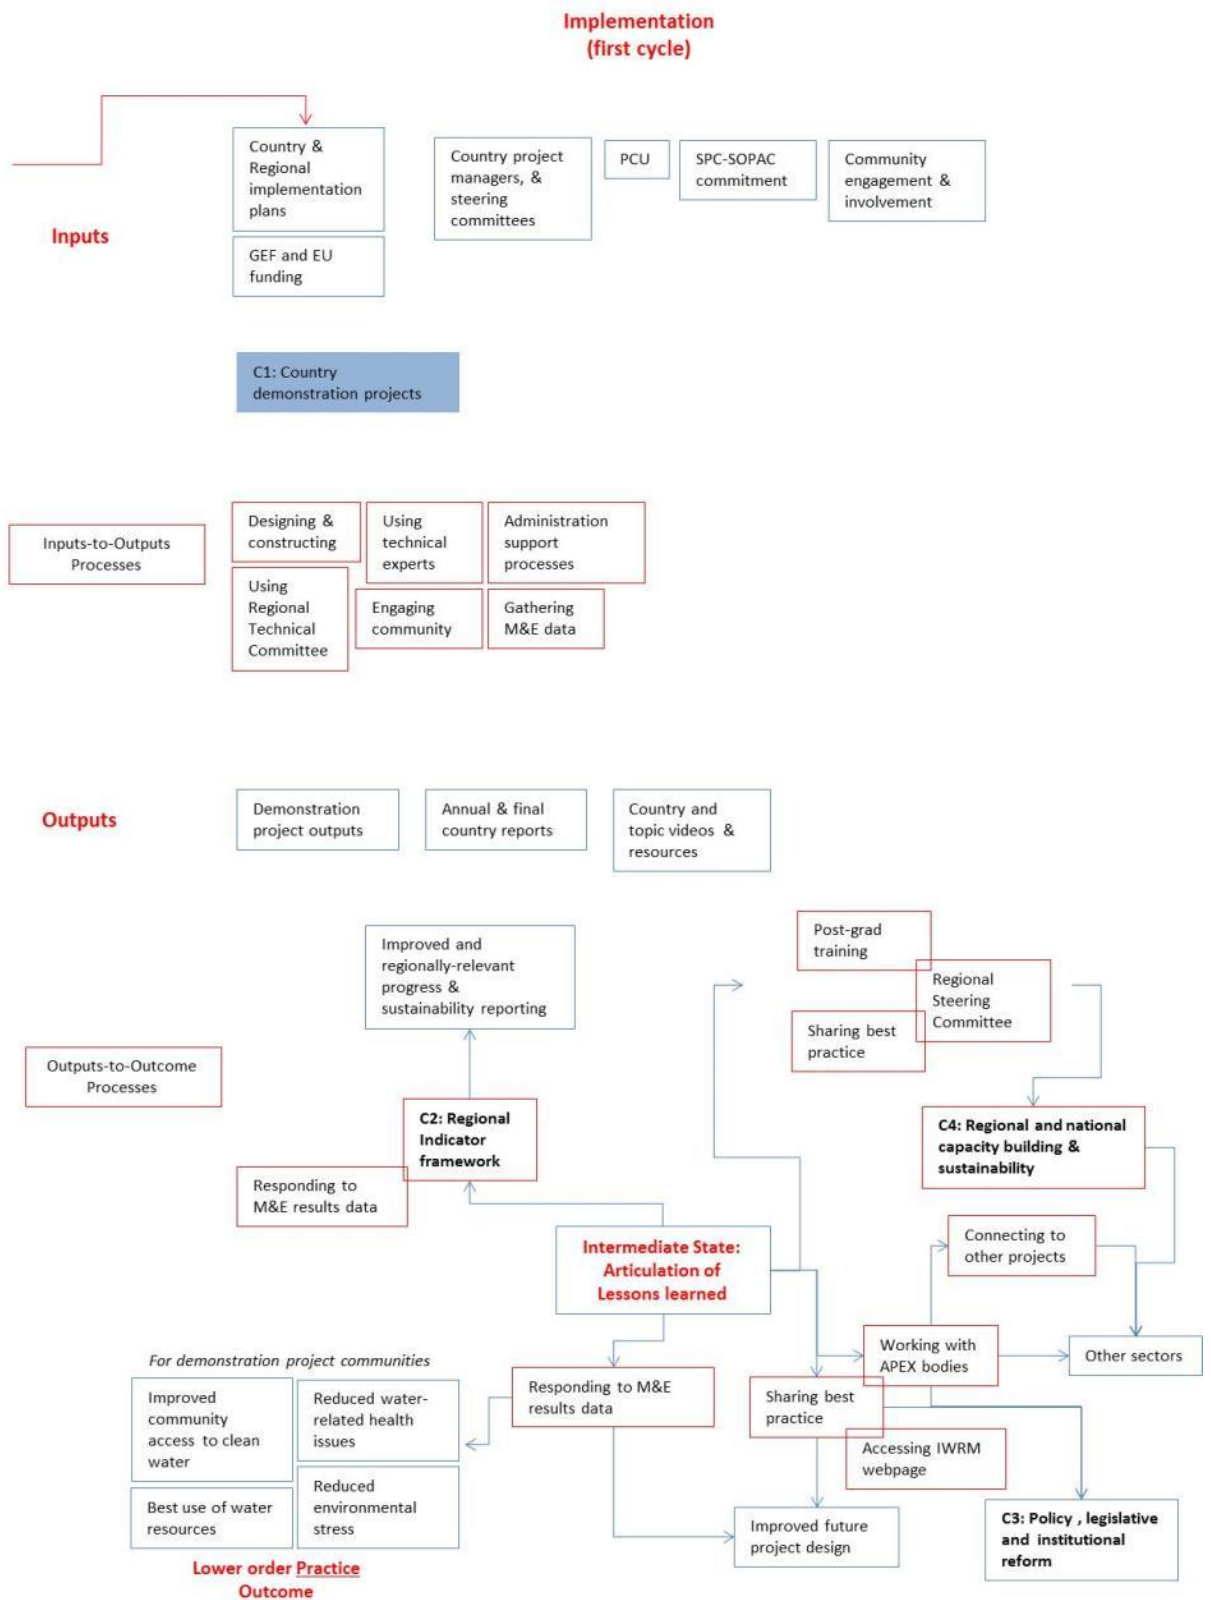 Implementation
(first cycle)
Country &
Regional
implementation
plans
Country project
managers, &
steering
committees
PCU
SPC-SOPAC
commitment
Community
engagement &
involvement
Inputs
GEF and EU
funding
C1: Country
demonstration projects
Inputs-to-Outputs
Processes
Designing &
constructing
Using
technical
experts
Administration
support
processes
Using
Regional
Technical
Committee
Engaging
community
Gathering
M&E data
Outputs
Demonstration
project outputs
Annual & final
country reports
Country and
topic videos &
resources
Post-grad
training
Improved and
regionally-relevant
progress &
sustainability reporting
Regional
Steering
Committee
Sharing best
practice
Outputs-to-Outcome
Processes
C2: Regional
Indicator
framework
C4: Regional and national
capacity building &
sustainability
Responding to
M&E results data
Intermediate State:
Articulation of
Lessons learned
Connecting to
other projects
Working with
APEX bodies
Other sectors
For demonstration project communities
Improved
community
access to clean
water
Reduced water-
related health
issues
Responding to M&E
results data
Sharing best
practice
Accessing IWRM
webpage
Best use of water
resources
Reduced
environmental
stress
Improved future
project design
C3: Policy , legislative
and institutional
reform
Lower order Practice
Outcome